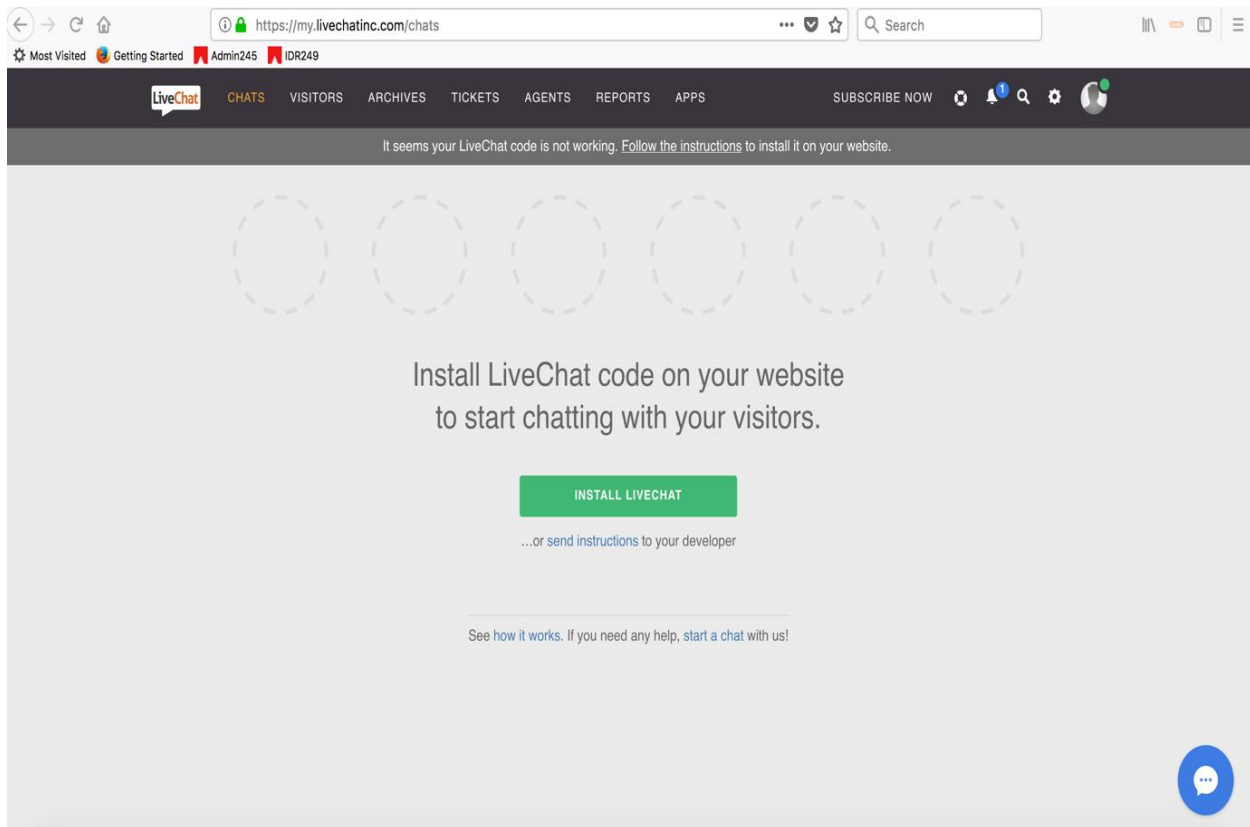 https://my.livechatinc.com/chats
Search
Most Visited Getting Started Admin245 IDR249
LiveChat CHATS VISITORS ARCHIVES TICKETS AGENTS REPORTS APPS SUBSCRIBE NOW 1
It seems your LiveChat code is not working. Follow the instructions to install it on your website.
Install LiveChat code on your website
to start chatting with your visitors.
INSTALL LIVECHAT
…or send instructions to your developer
See how it works. If you need any help, start a chat with us!